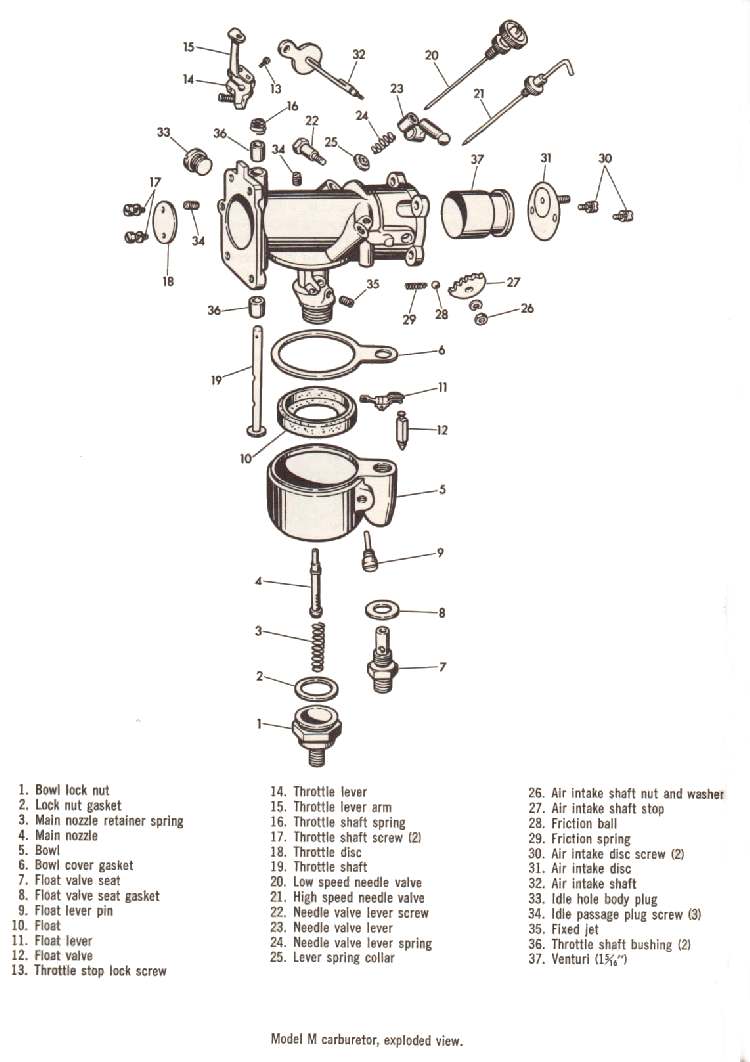 15
14
13
16
32
20
21
23
24
22
25
36
33
34
17
34
18
37
31
30
35
36
29
28
27
26
19
6
11
12
10
5
9
4
3
8
2
7
1
1. Bowl lock nut
2. Lock nut gasket
3. Main nozzle retainer spring
4. Main nozzle
5. Bowl
6. Bowl cover gasket
7. Float valve seat
8. Float valve seat gasket
9. Float lever pin
10. Float
11. Float lever
12. Float valve
13. Throttle stop lock screw
14. Throttle lever
15. Throttle lever arm
16. Throttle shaft spring
17. Throttle shaft screw (2)
18. Throttle disc
19. Throttle shaft
20. Low speed needle valve
21. High speed needle valve
22. Needle valve lever screw
23. Needle valve lever
24. Needle valve lever spring
25. Lever spring collar
26. Air intake shaft nut and washer
27. Air intake shaft stop
28. Friction ball
29. Friction spring
30. Air intake disc screw (2)
31. Air intake disc
32. Air intake shaft
33. Idle hole body plug
34. Idle passage plug screw (3)
35. Fixed jet
36. Throttle shaft bushing (2)
37. Venturi (1 5/16")
Model M carburetor, exploded view.